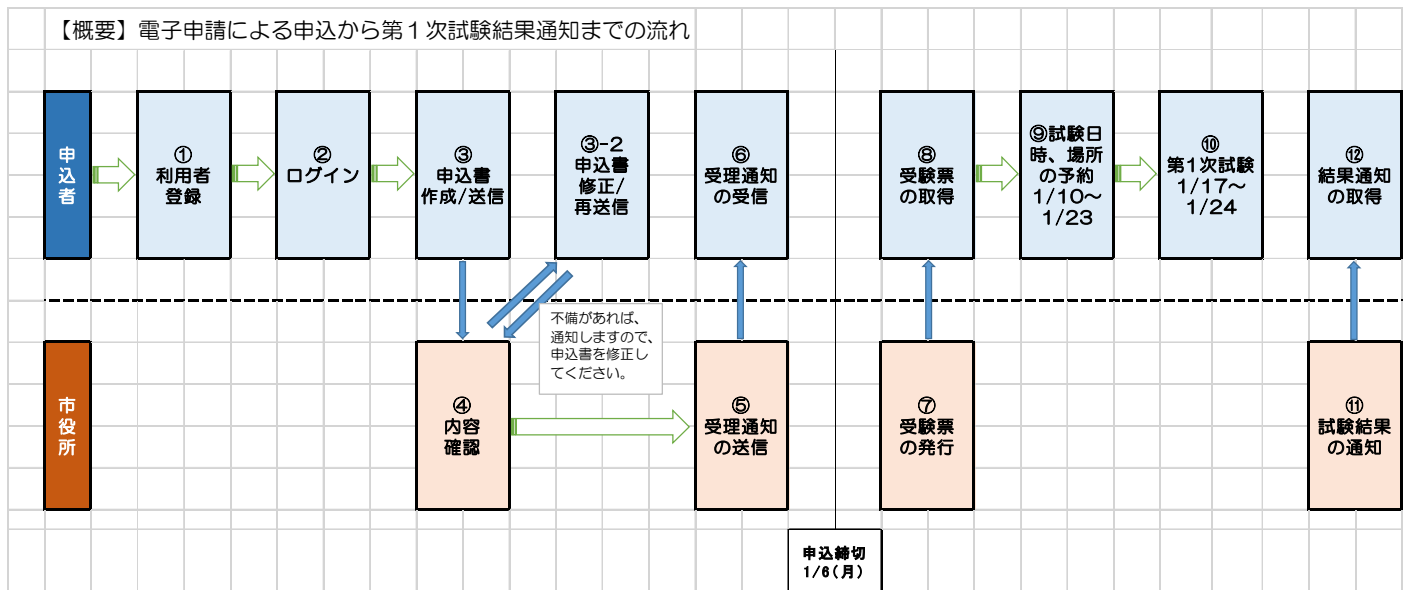 【概要】電子申請による申込から第１次試験結果通知までの流れ
申込者
①
利用者
登録
②
ログイン
③
申込書
作成/送信
③-2
申込書
修正/
再送信
⑥
受理通知
の受信
⑧
受験票
の取得
⑨試験日
時、場所
の予約
1/10～
1/23
⑩
第1次試験
1/17～
1/24
⑫
結果通知
の取得
不備があれば、
通知しますので、
申込書を修正し
てください。
市役所
④
内容
確認
⑤
受理通知
の送信
⑦
受験票
の発行
⑪
試験結果
の通知
申込締切
1/6(月)